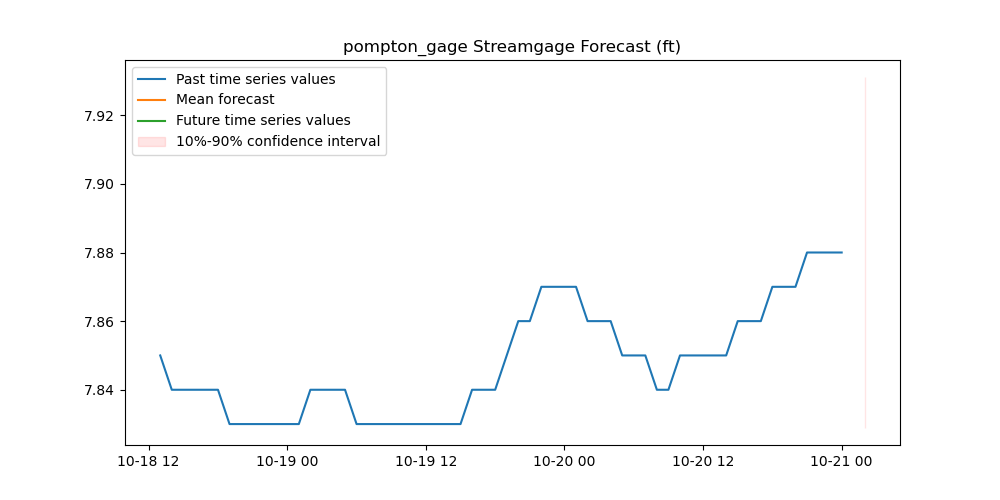 pompton_gage Streamgage Forecast (ft)
Past time series values
Mean forecast
Future time series values
10%-90% confidence interval
7.92
7.90
7.88
7.86
7.84
10-18 12
10-19 00
10-19 12
10-20 00
10-20 12
10-21 00